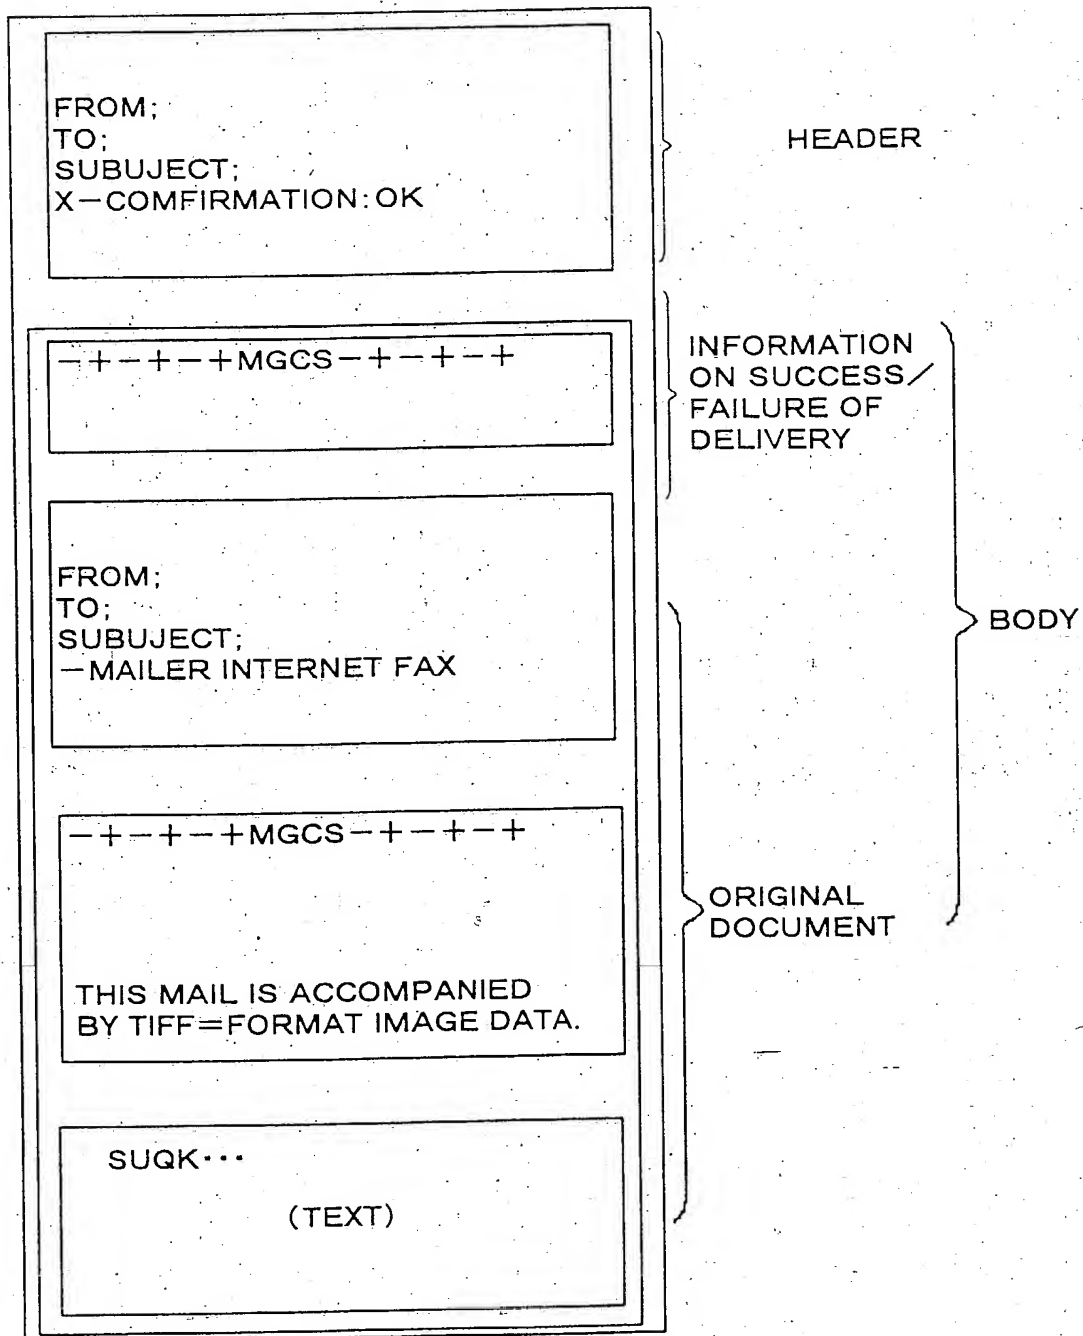 FROM;
TO;
SUBUJECT;
X-COMFIRMATION:OK
HEADER
-+-+-+MGCS-+-+-+
INFORMATION
ON SUCCESS/
FAILURE OF
DELIVERY
FROM;
TO;
SUBUJECT;
-MAILER INTERNET FAX
BODY
-+-+-+MGCS-+-+-+
THIS MAIL IS ACCOMPANIED
BY TIFF=FORMAT IMAGE DATA.
ORIGINAL
DOCUMENT
SUQK···
(TEXT)